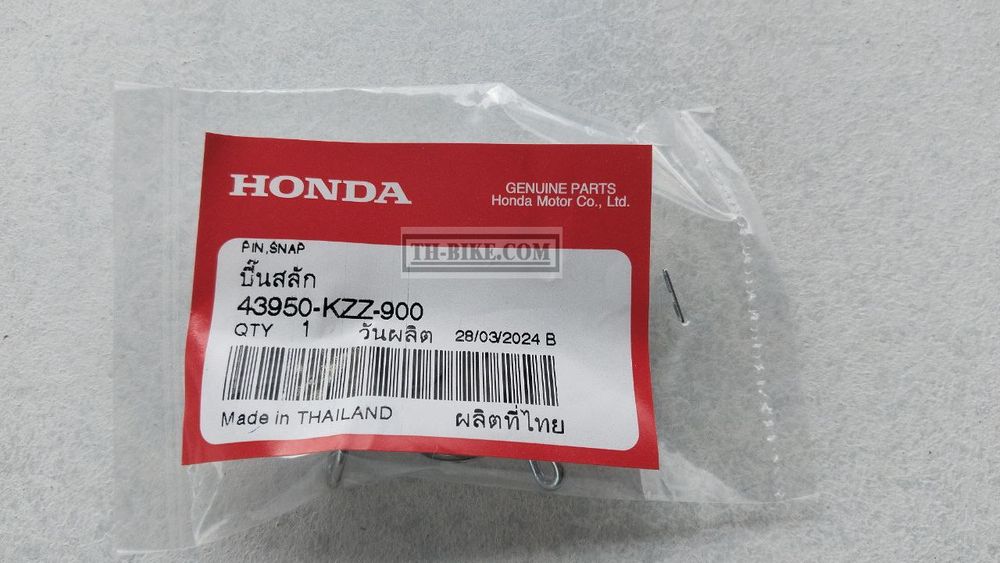 HONDA
GENUINE PARTS
Honda Motor Co., Ltd.
TH-BIKE.COM
PIN,SNAP
ปิ๊นสลัก
43950-KZZ-900
QTY 1 วันผลิต 28/03/2024 B
Made in THAILAND ผลิตที่ไทย